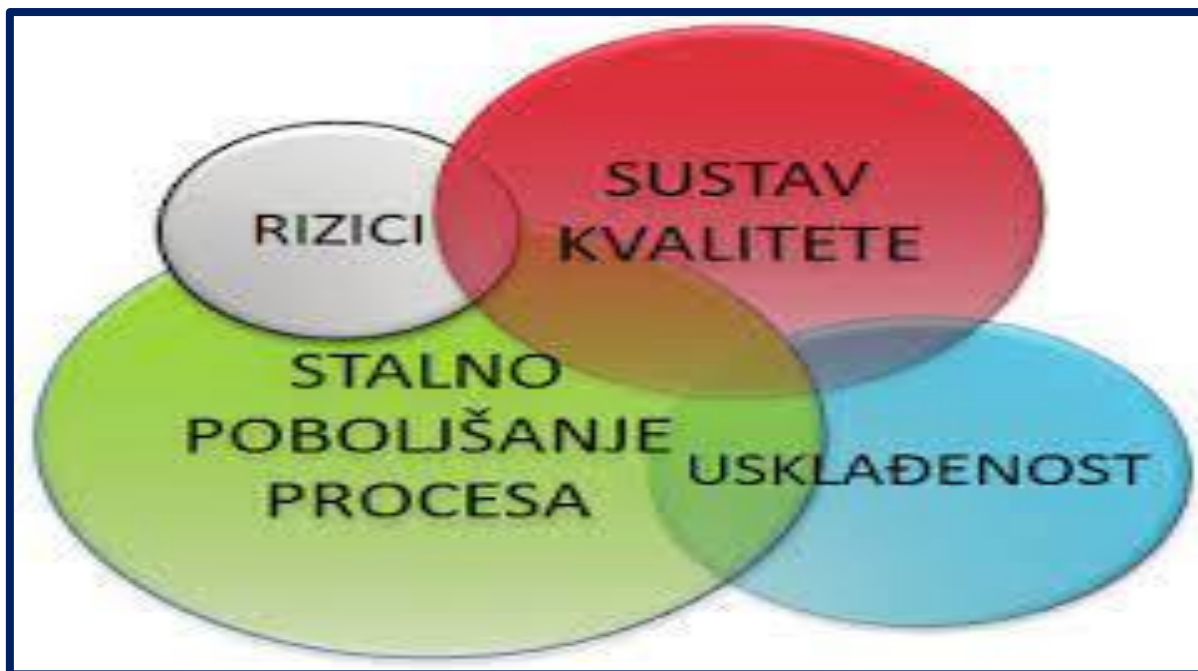 RIZICI
SUSTAV
KVALITETE
STALNO
POBOLJŠANJE
PROCESA
USKLAĐENOST